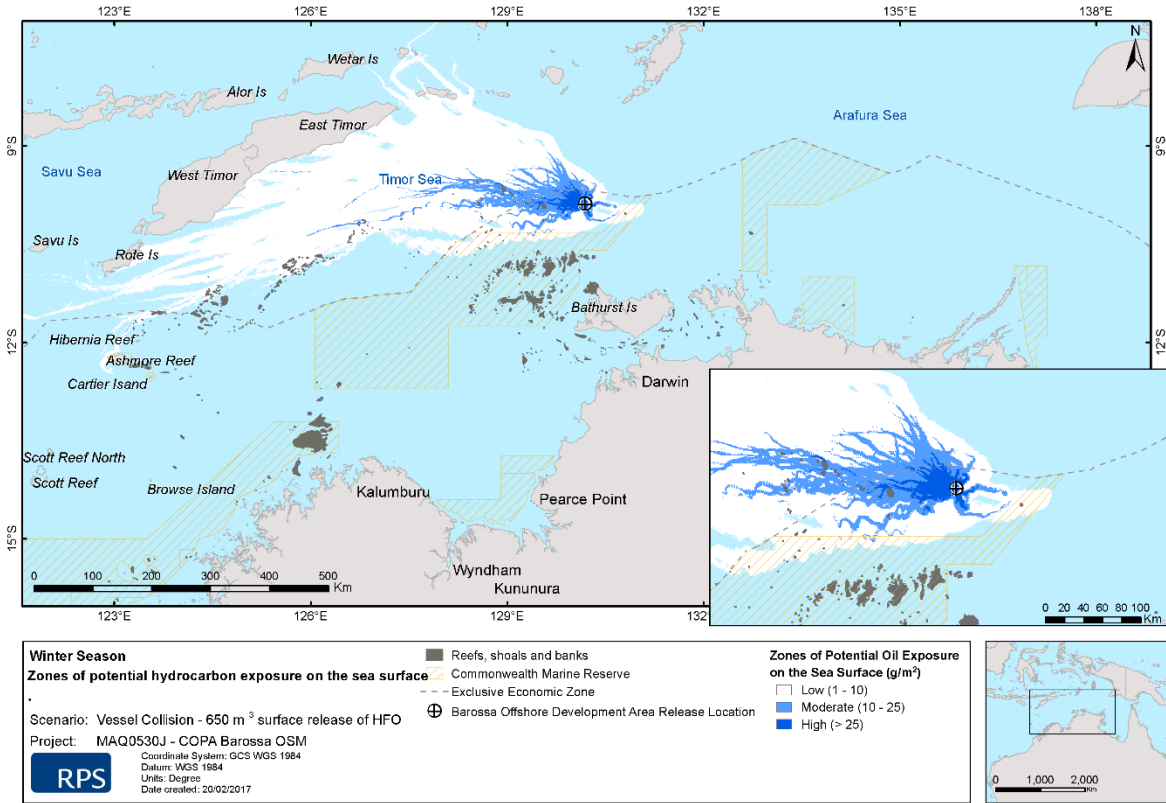 123°E 126°E 129°E 132°E 135°E 138°E
N
Wetar Is
Alor Is
Arafura Sea
East Timor
9°S 9°S
Savu Sea
West Timor
Timor Sea
Savu Is
Rote Is
Bathurst Is
Hibernia Reef
12°S 12°S
Ashmore Reef
Cartier Isand
Darwin
Scott Reef North
Scott Reef
Browse Island
Kalumburu
Pearce Point
15°S
Wyndham
Kununura
0 100 200 300 400 500
Km
0 20 40 60 80 100
Km
123°E 126°E 129°E 132°E 135°E 138°E
Winter Season
Zones of potential hydrocarbon exposure on the sea surface
.
Scenario: Vessel Collision - 650 m ³ surface release of HFO
Project: MAQ0530J - COPA Barossa OSM
RPS
Coordinate System: GCS WGS 1984
Datum: WGS 1984
Units: Degree
Date created: 20/02/2017
Reefs, shoals and banks
Commonwealth Marine Reserve
Exclusive Economic Zone
Barossa Offshore Development Area Release Location
Zones of Potential Oil Exposure
on the Sea Surface (g/m²)
Low (1 - 10)
Moderate (10 - 25)
High (> 25)
0 1,000 2,000
Km